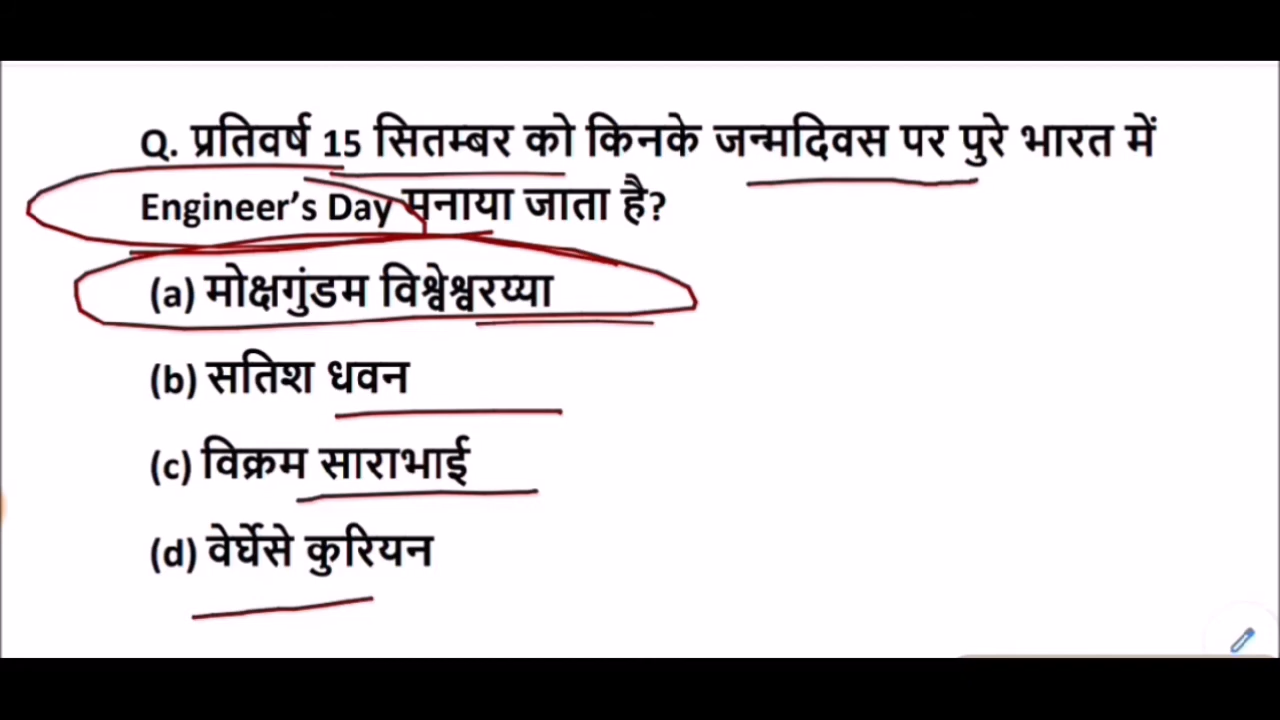 Q. प्रतिवर्ष 15 सितम्बर को किनके जन्मदिवस पर पुरे भारत में
Engineer’s Day मनाया जाता है?
(a) मोक्षगुंडम विश्वेश्वरय्या
(b) सतिश धवन
(c) विक्रम साराभाई
(d) वेर्घेसे कुरियन